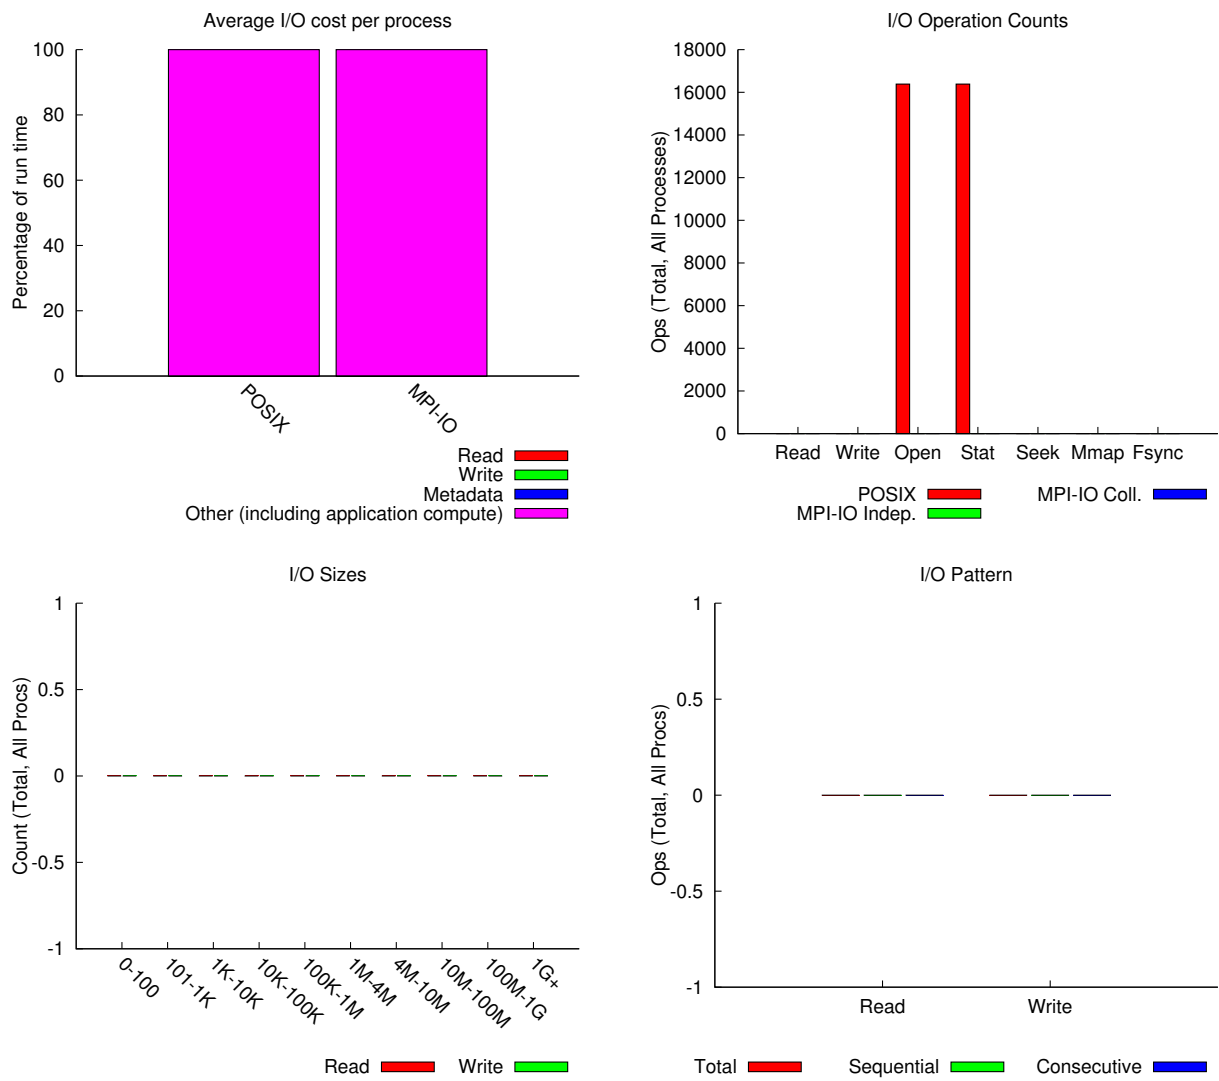 Average I/O cost per process
100
80
60
40
20
0
Percentage of run time
POSIX
MPI-IO
Read
Write
Metadata
Other (including application compute)
I/O Operation Counts
18000
16000
14000
12000
10000
8000
6000
4000
2000
0
Ops (Total, All Processes)
Read Write Open Stat Seek Mmap Fsync
POSIX MPI-IO Coll.
MPI-IO Indep.
I/O Sizes
1
0.5
0
-0.5
-1
Count (Total, All Procs)
0-100
101-1K
1K-10K
10K-100K
100K-1M
1M-4M
4M-10M
10M-100M
100M-1G
1G+
Read Write
I/O Pattern
1
0.5
0
-0.5
-1
Ops (Total, All Procs)
Read Write
Total Sequential Consecutive